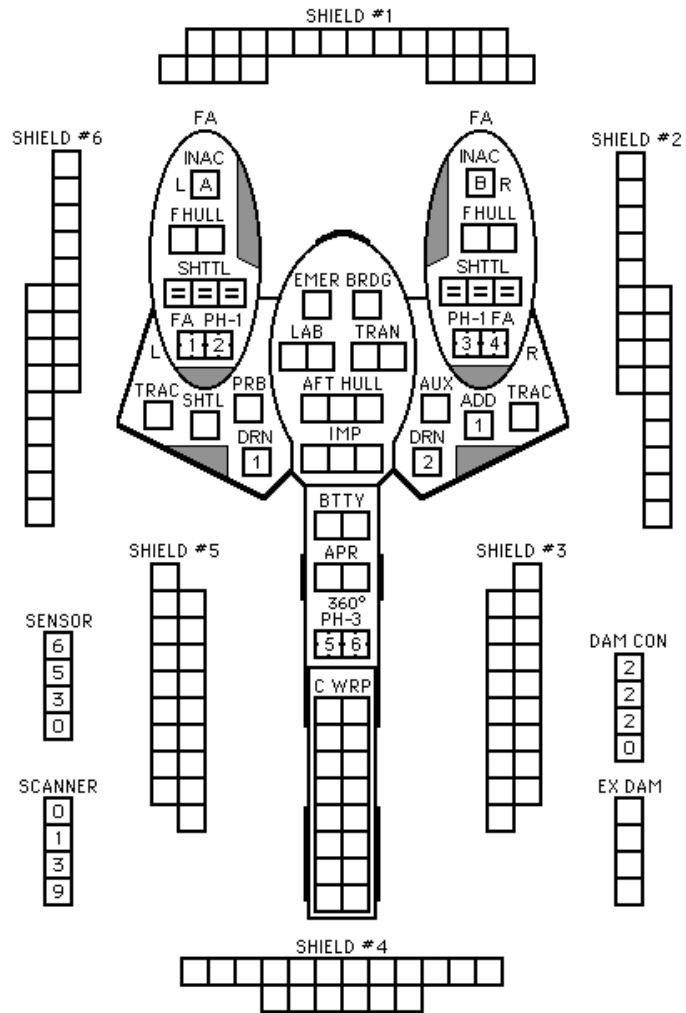 SHIELD #1
FA FA
SHIELD #6 SHIELD #2
INAC INAC
L A B R
F HULL F HULL
SHTTL SHTTL
EMER BRDG
FA PH-1 PH-1 FA
1 2 3 4
LAB TRAN
L R
TRAC SHTL PRB AFT HULL AUX ADD TRAC
1
DRN IMP DRN
1 2
BTTY
SHIELD #5 APR SHIELD #3
360°
PH-3
5 6
SENSOR
6
5
3
0
DAM CON
2
2
2
0
C WRP
SCANNER
0
1
3
9
EX DAM
SHIELD #4